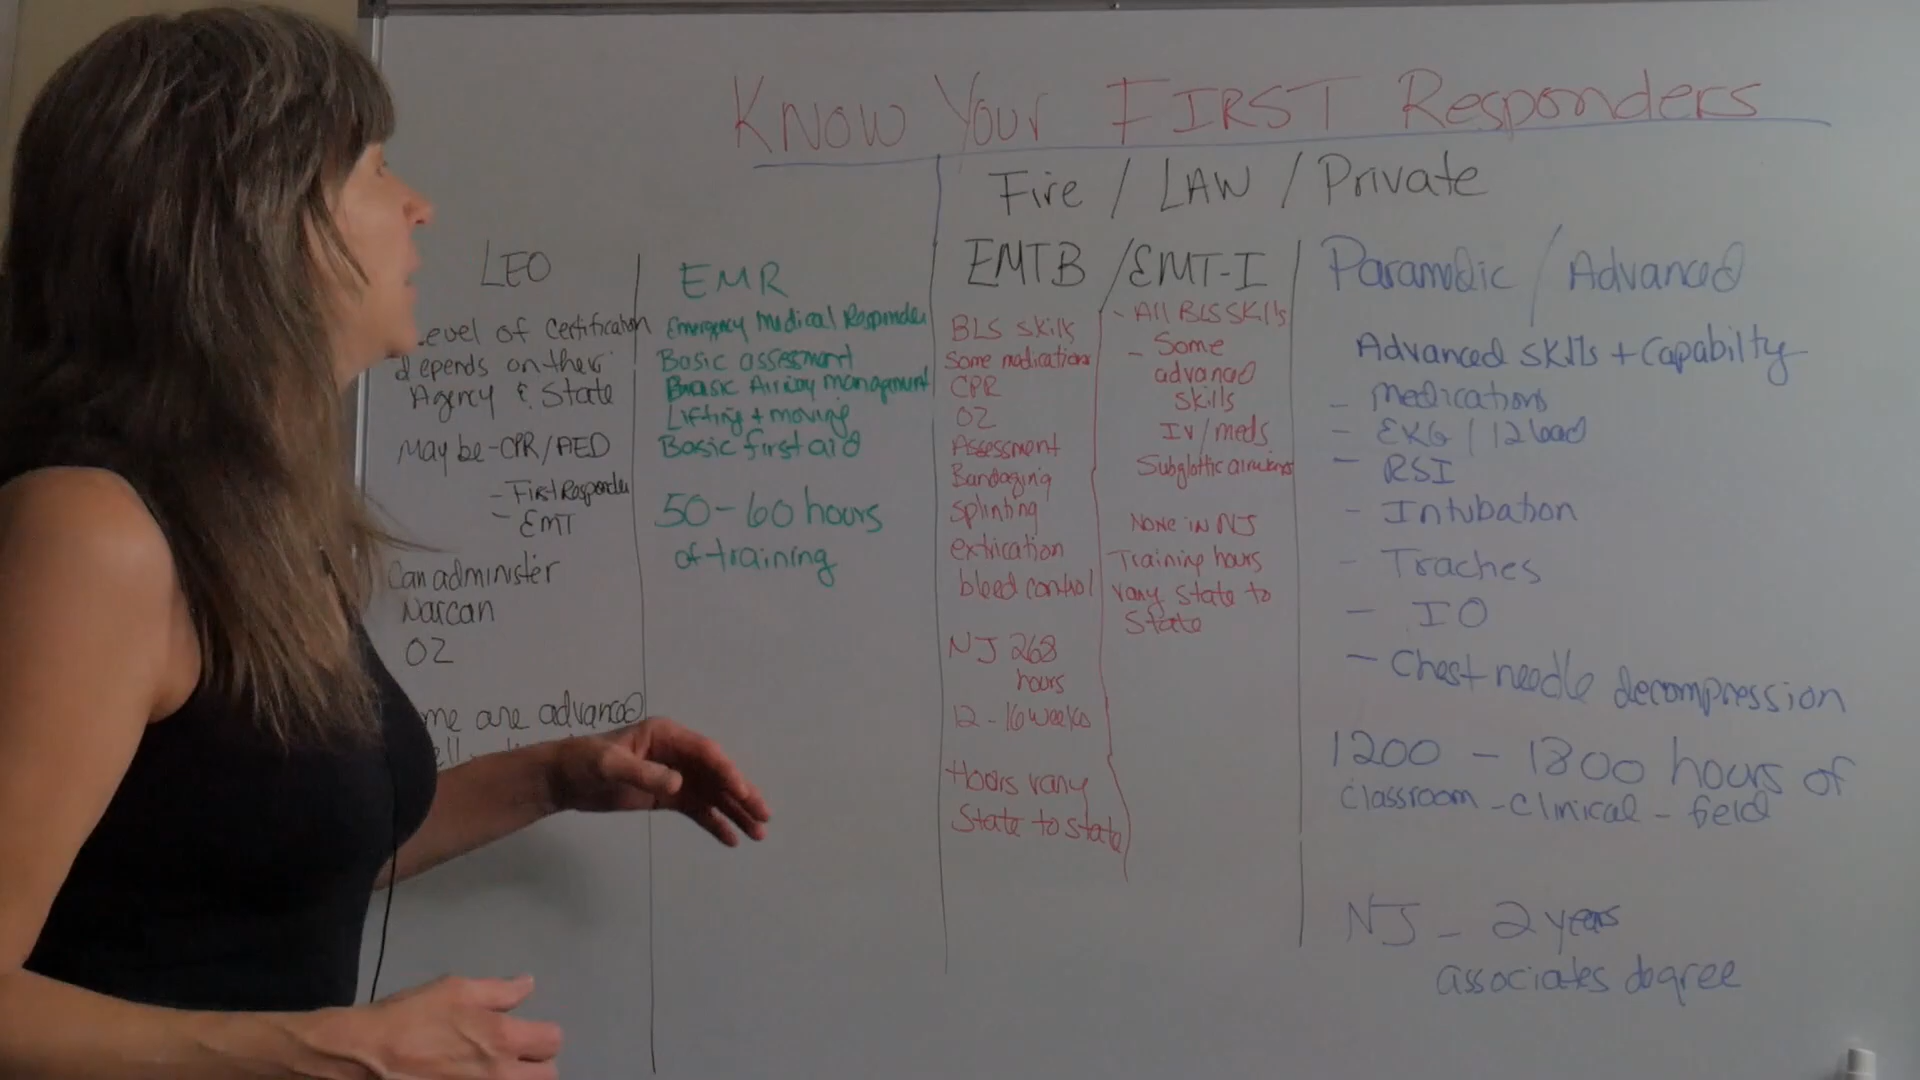 Know Your FIRST Responders
Fire / LAW / Private
LEO
Level of Certification
depends on their
Agency & State
May be - CPR/AED
- First Responder
- EMT
Can administer
Narcan
O2
me are advanced
EMR
Emergency Medical Responder
Basic assessment
Basic Airway management
Lifting + moving
Basic first aid
50-60 hours
of training
EMTB / EMT-I
BLS skills
Some medications
CPR
O2
Assessment
Bandaging
Splinting
extrication
bleed control
NJ 268
hours
12-16 weeks
Hours vary
State to state
- All BLS Skills
- Some
advanced
skills
IV/meds
Subglottic airways
None in NJ
Training hours
vary State to
State
Paramedic / Advanced
Advanced skills + Capability
- medications
- EKG / 12 lead
- RSI
- Intubation
- Traches
- IO
- Chest needle decompression
1200 - 1800 hours of
classroom - clinical - field
NJ - 2 years
associates degree